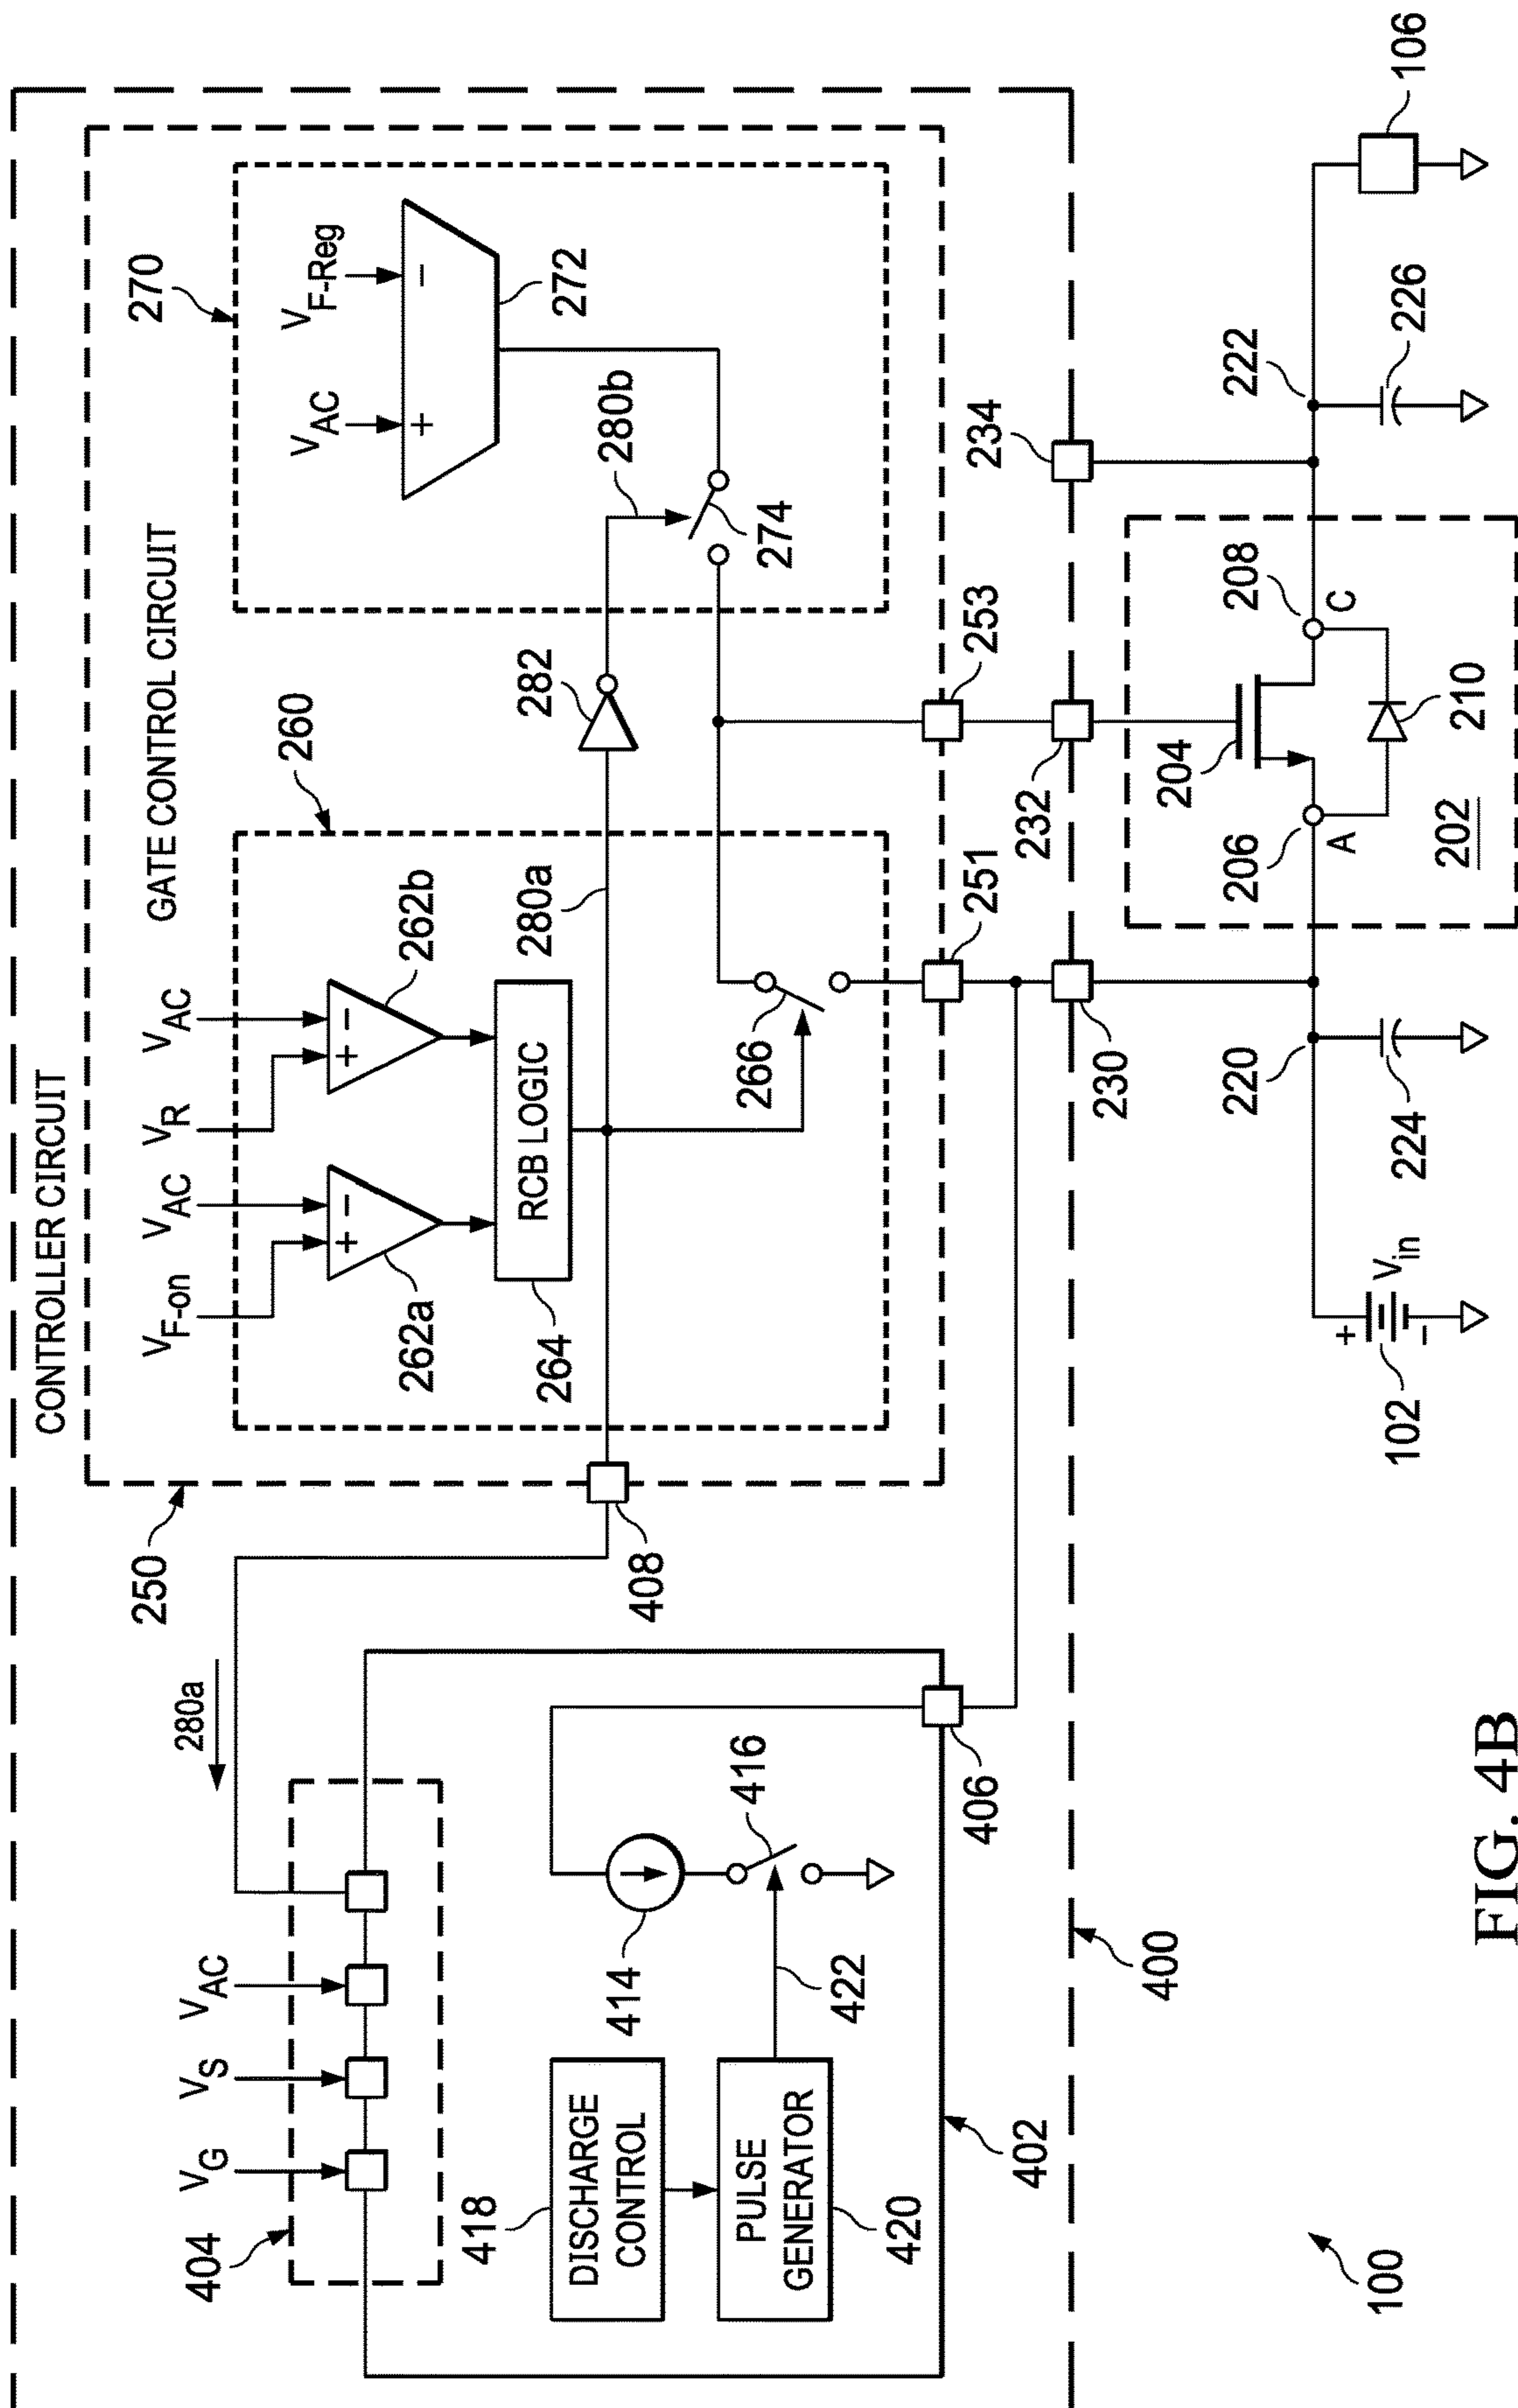 CONTROLLER CIRCUIT
GATE CONTROL CIRCUIT
250
260
270
V_F-on
V_AC
V_R
V_AC
+
−
+
−
262a
262b
RCB LOGIC
264
266
280a
282
V_AC
V_F-Reg
+
−
272
280b
274
408
280a
V_G
V_S
V_AC
404
418
DISCHARGE
CONTROL
PULSE
GENERATOR
420
422
414
416
406
402
400
251
253
230
232
234
102
+
−
V_in
220
224
206
A
204
202
210
208
C
222
226
106
100
FIG. 4B